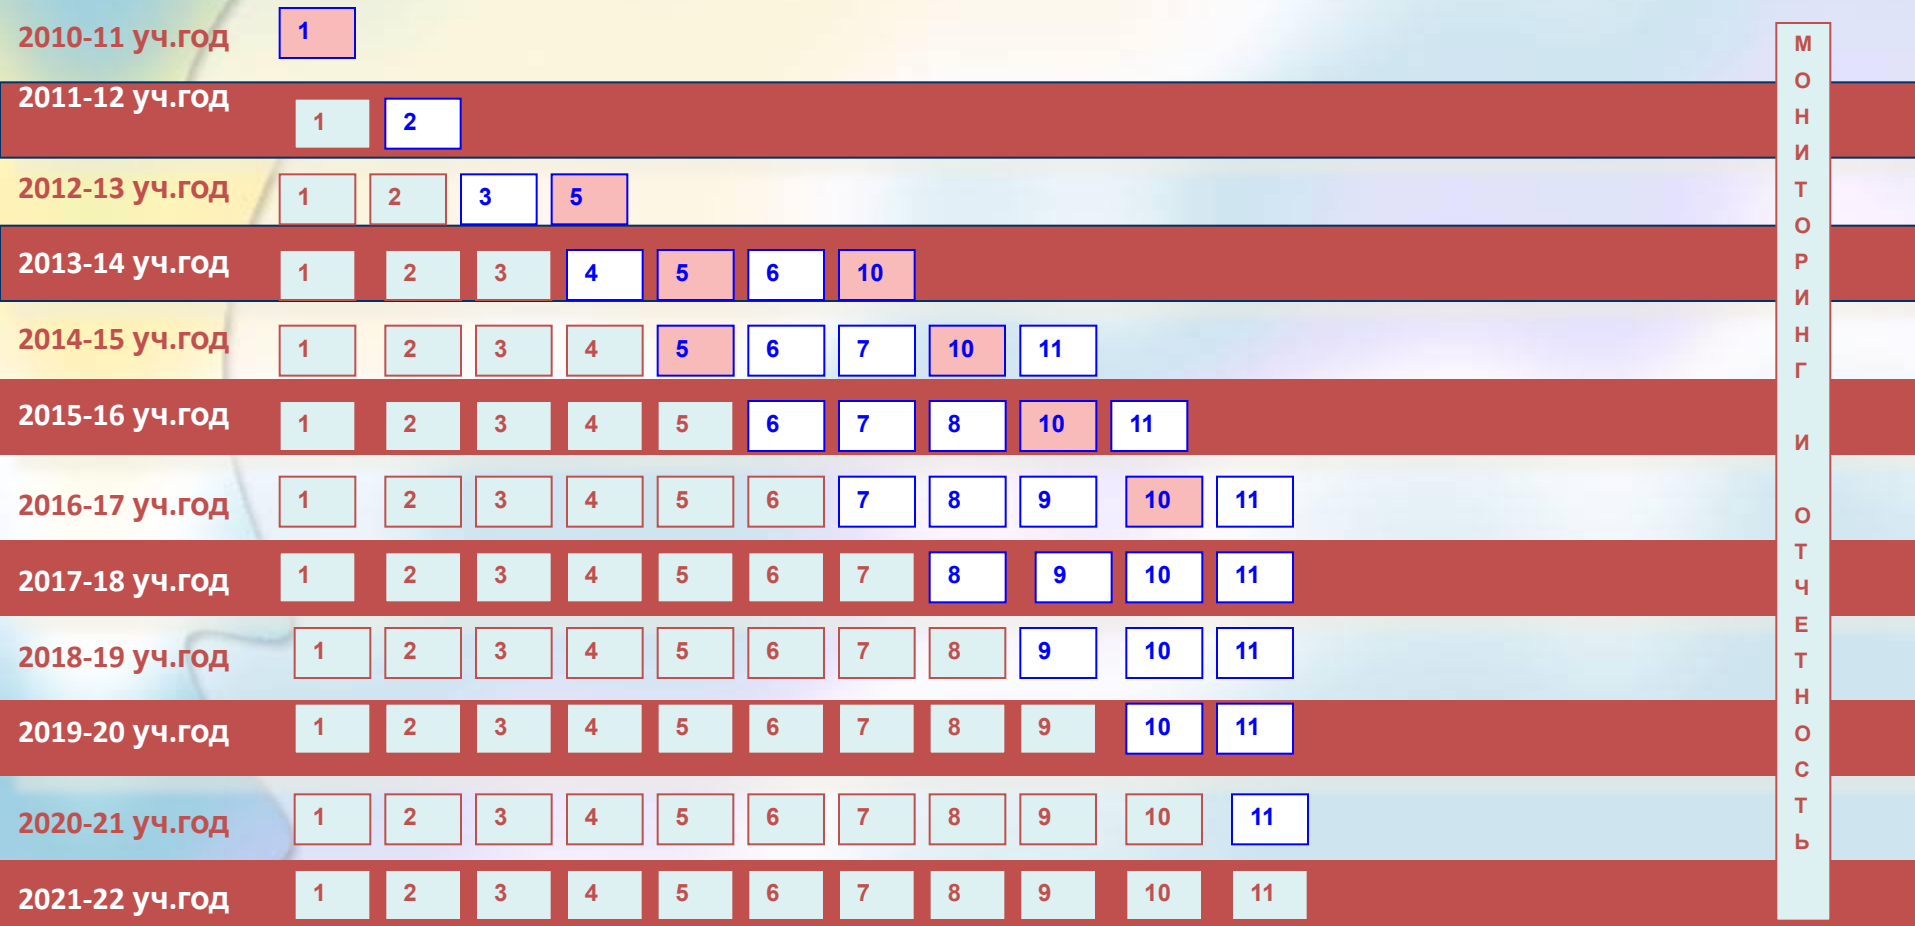 2010-11 уч.год 1
2011-12 уч.год 1 2
2012-13 уч.год 1 2 3 5
2013-14 уч.год 1 2 3 4 5 6 10
2014-15 уч.год 1 2 3 4 5 6 7 10 11
2015-16 уч.год 1 2 3 4 5 6 7 8 10 11
2016-17 уч.год 1 2 3 4 5 6 7 8 9 10 11
2017-18 уч.год 1 2 3 4 5 6 7 8 9 10 11
2018-19 уч.год 1 2 3 4 5 6 7 8 9 10 11
2019-20 уч.год 1 2 3 4 5 6 7 8 9 10 11
2020-21 уч.год 1 2 3 4 5 6 7 8 9 10 11
2021-22 уч.год 1 2 3 4 5 6 7 8 9 10 11
МОНИТОРИНГ И ОТЧЕТНОСТЬ